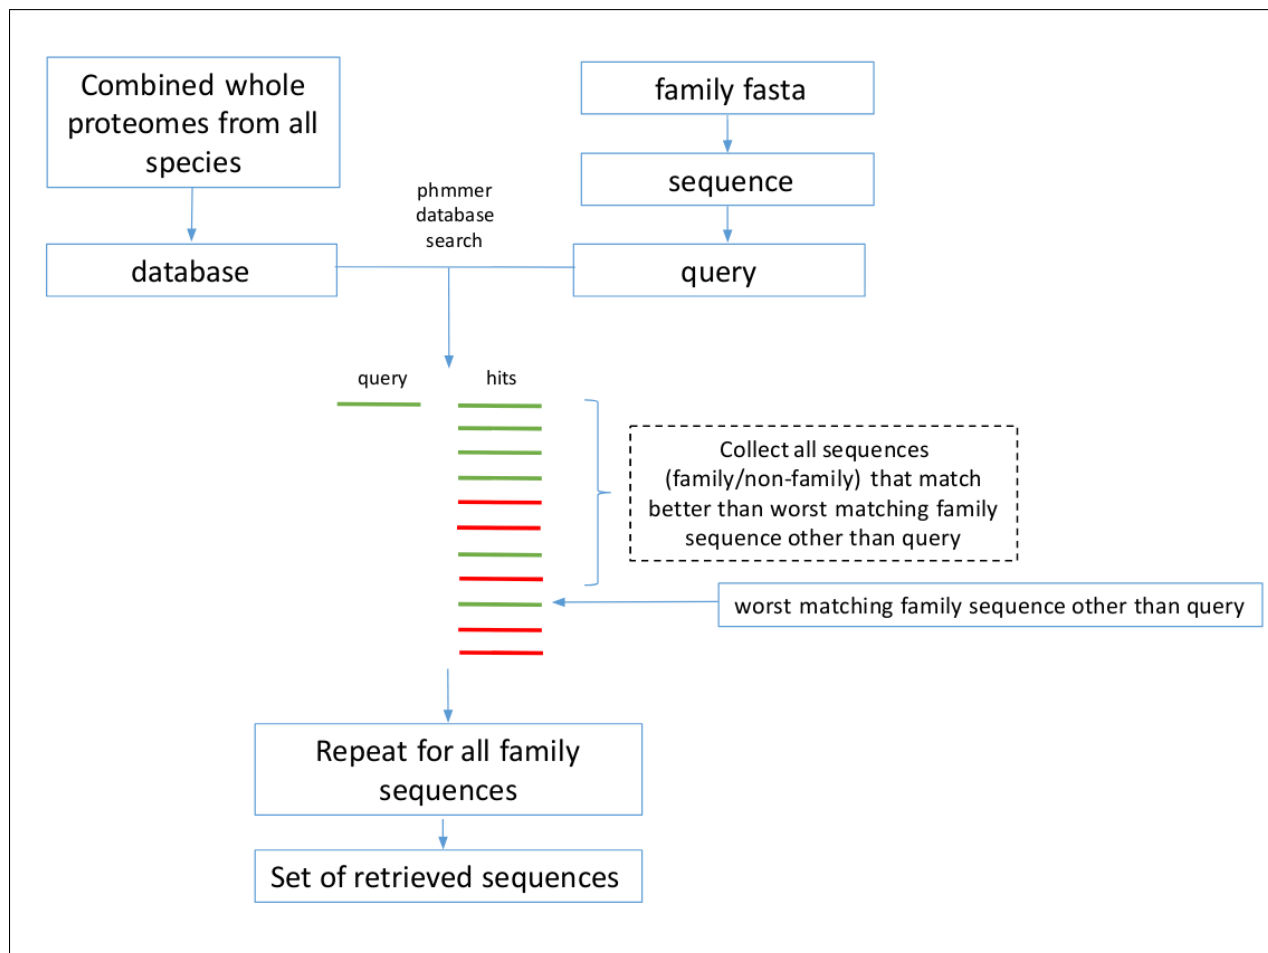 Combined whole
proteomes from all
species
family fasta
sequence
phmmer
database
search
database
query
query
hits
Collect all sequences
(family/non-family) that match
better than worst matching family
sequence other than query
worst matching family sequence other than query
Repeat for all family
sequences
Set of retrieved sequences